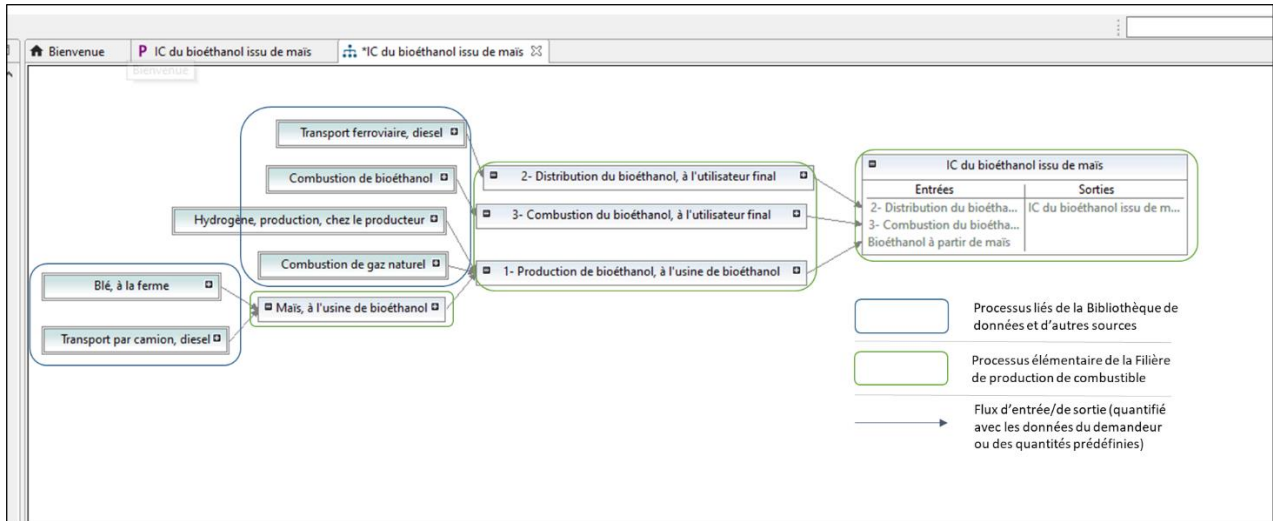 Bienvenue
P IC du bioéthanol issu de maïs
*IC du bioéthanol issu de maïs
Bienvenue
Transport ferroviaire, diesel
Combustion de bioéthanol
Hydrogène, production, chez le producteur
Combustion de gaz naturel
Blé, à la ferme
Maïs, à l'usine de bioéthanol
Transport par camion, diesel
2- Distribution du bioéthanol, à l'utilisateur final
3- Combustion du bioéthanol, à l'utilisateur final
1- Production de bioéthanol, à l'usine de bioéthanol
IC du bioéthanol issu de maïs
Entrées Sorties
2- Distribution du bioétha... IC du bioéthanol issu de m...
3- Combustion du bioétha...
Bioéthanol à partir de maïs
Processus liés de la Bibliothèque de
données et d'autres sources
Processus élémentaire de la Filière
de production de combustible
Flux d'entrée/de sortie (quantifié
avec les données du demandeur
ou des quantités prédéfinies)